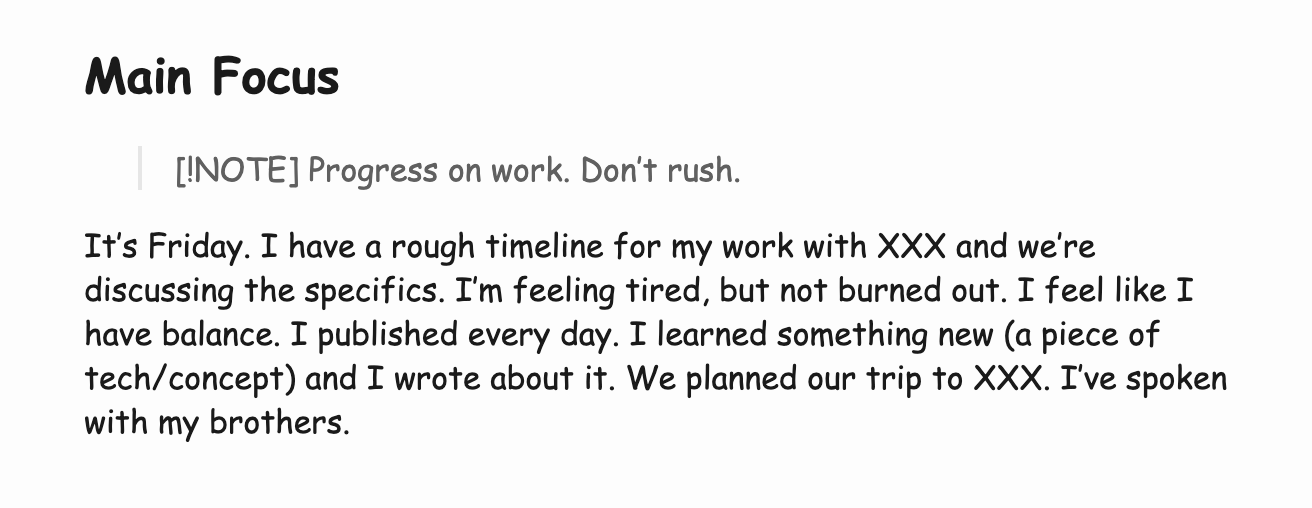 Main Focus
[!NOTE] Progress on work. Don’t rush.
It’s Friday. I have a rough timeline for my work with XXX and we’re
discussing the specifics. I’m feeling tired, but not burned out. I feel like I
have balance. I published every day. I learned something new (a piece of
tech/concept) and I wrote about it. We planned our trip to XXX. I’ve spoken
with my brothers.